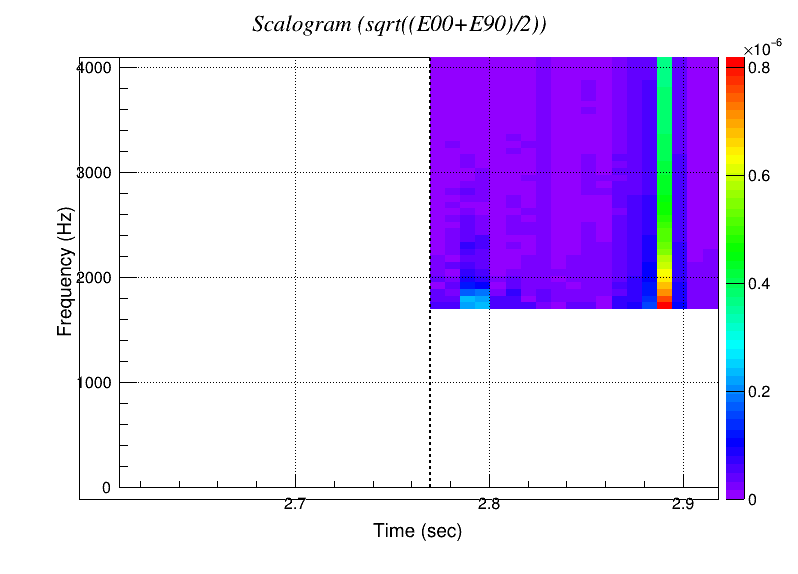 Scalogram (sqrt((E00+E90)/2))
×10−6
4000
3000
2000
1000
0
Frequency (Hz)
0.8
0.6
0.4
0.2
0
2.7 2.8 2.9
Time (sec)